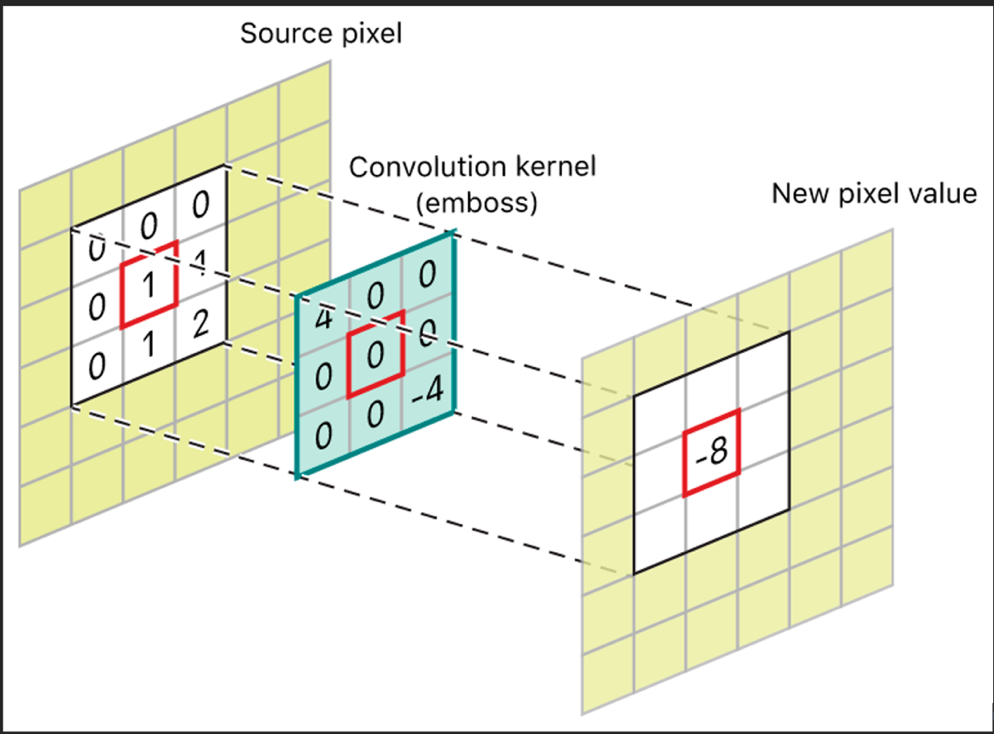 Source pixel
Convolution kernel
(emboss)
New pixel value
0 0 0
0 1 1
0 1 2
4 0 0
0 0 0
0 0 -4
-8